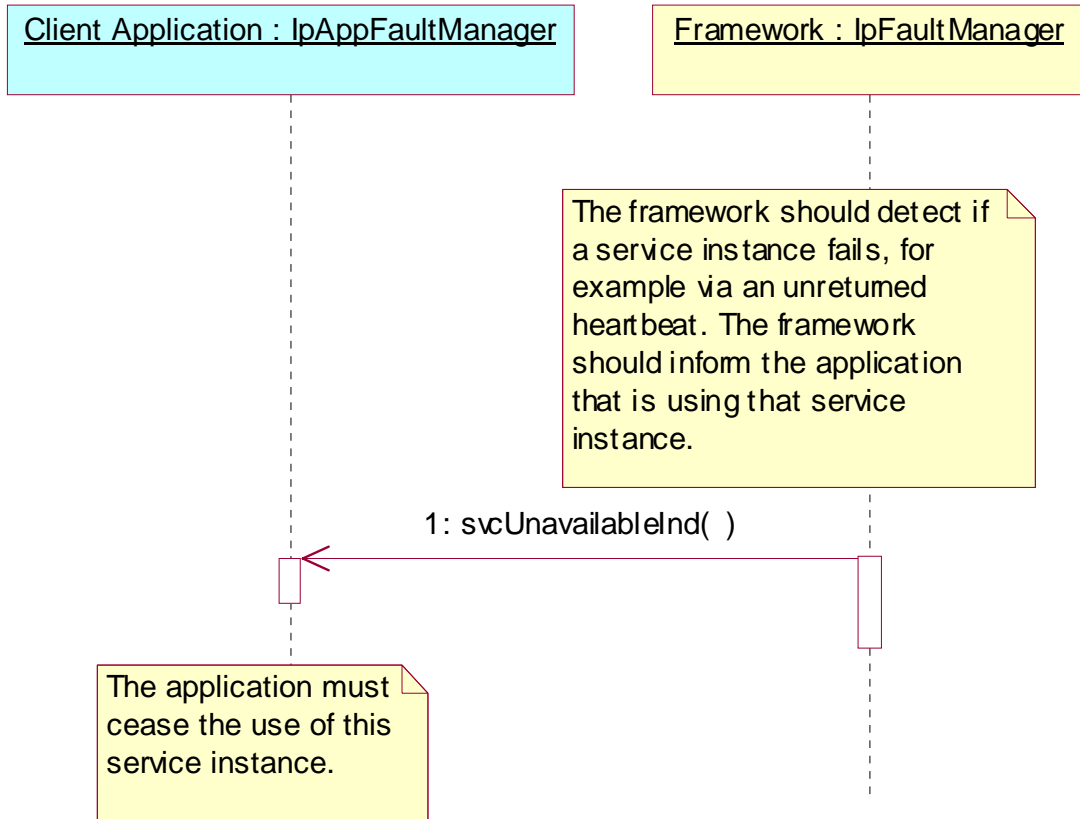 Client Application : IpAppFaultManager
Framework : IpFaultManager
The framework should detect if
a service instance fails, for
example via an unreturned
heartbeat. The framework
should inform the application
that is using that service
instance.
1: svcUnavailableInd( )
The application must
cease the use of this
service instance.